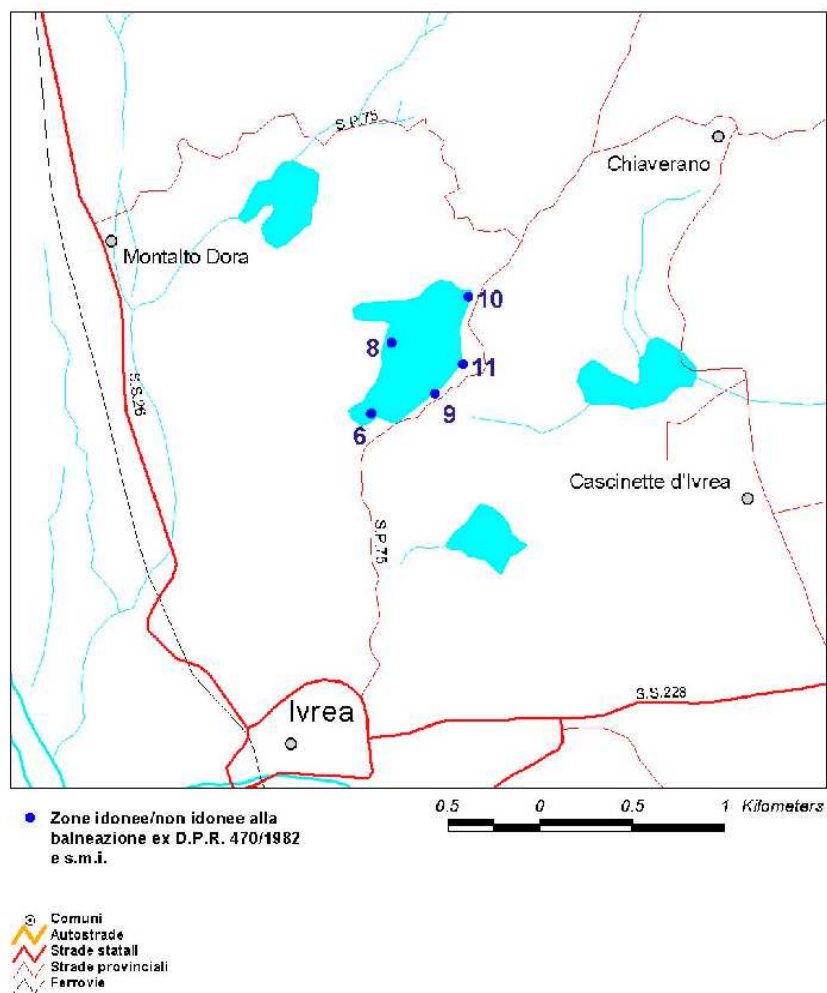 S.P.75
Chiaverano
Montalto Dora
10
8
11
S.S.26
9
6
Cascinette d'Ivrea
S.P.75
S.S.228
Ivrea
0.5 0 0.5 1 Kilometers
Zone idonee/non idonee alla
balneazione ex D.P.R. 470/1982
e s.m.i.
Comuni
Autostrade
Strade statali
Strade provinciali
Ferrovie